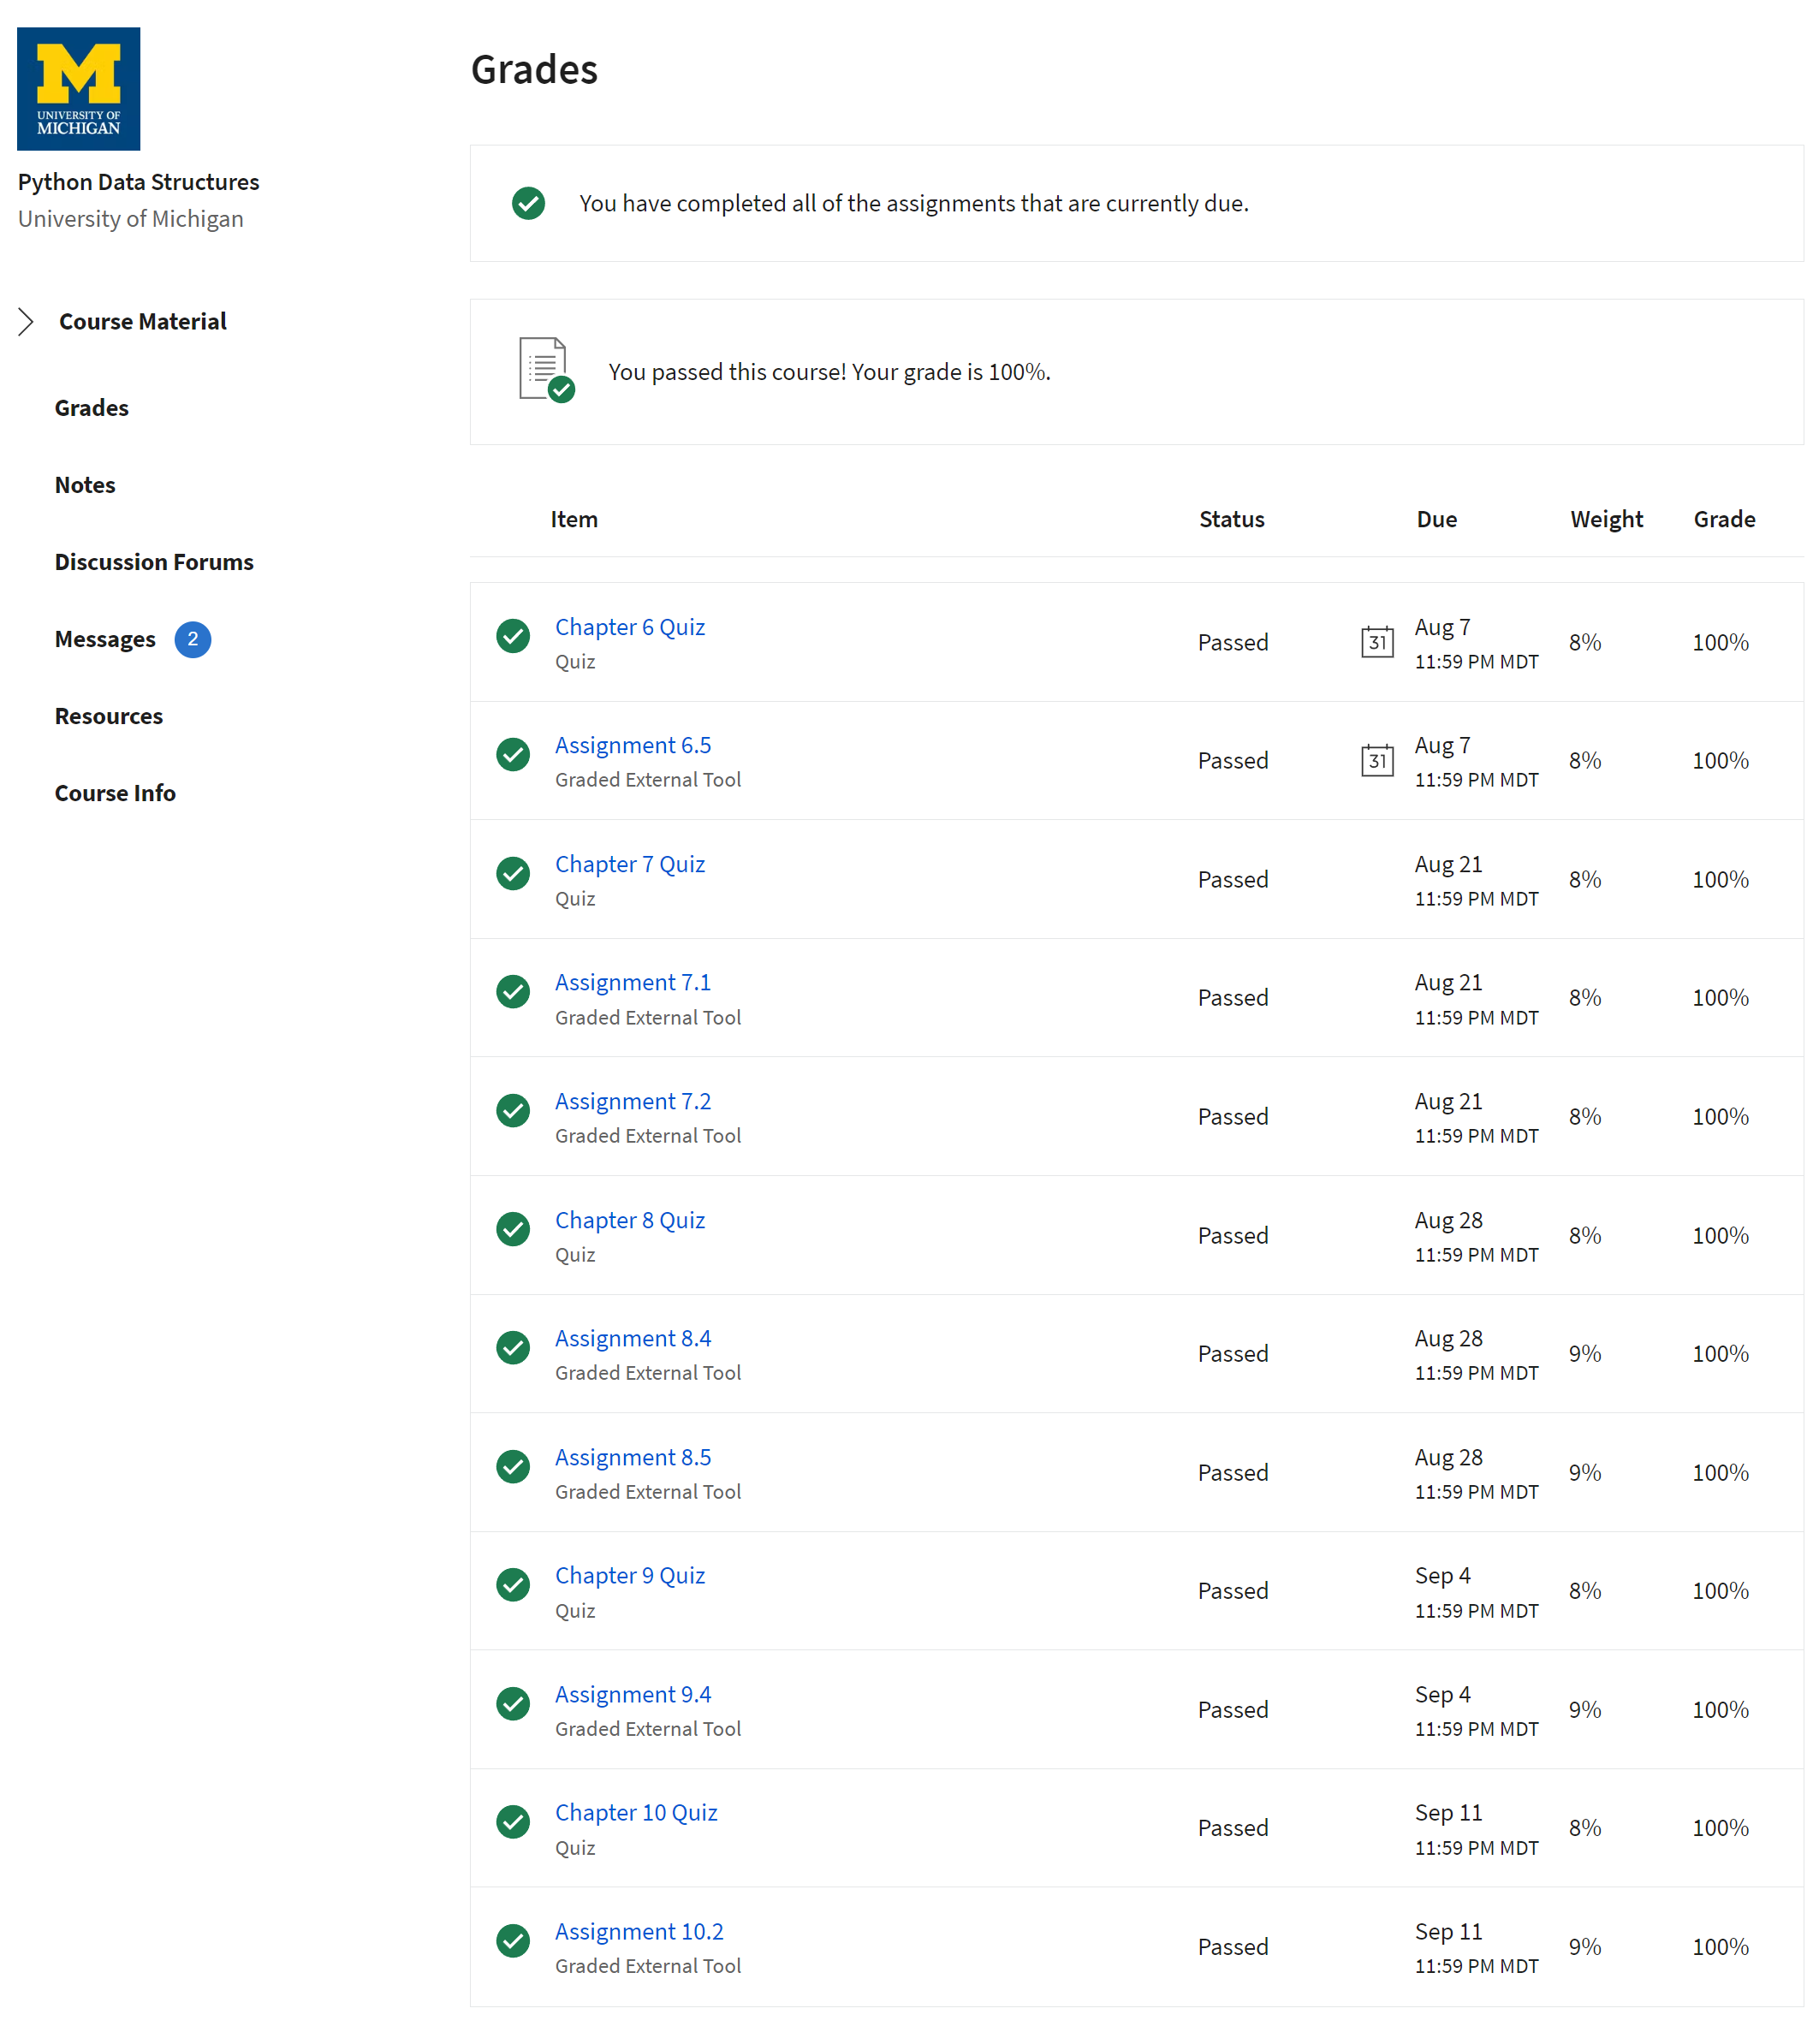 M
UNIVERSITY OF
MICHIGAN
Python Data Structures
University of Michigan
Course Material
Grades
Notes
Discussion Forums
Messages 2
Resources
Course Info
Grades
You have completed all of the assignments that are currently due.
You passed this course! Your grade is 100%.
Item Status Due Weight Grade
Chapter 6 Quiz
Quiz
Passed
31
Aug 7
11:59 PM MDT
8%
100%
Assignment 6.5
Graded External Tool
Passed
31
Aug 7
11:59 PM MDT
8%
100%
Chapter 7 Quiz
Quiz
Passed
Aug 21
11:59 PM MDT
8%
100%
Assignment 7.1
Graded External Tool
Passed
Aug 21
11:59 PM MDT
8%
100%
Assignment 7.2
Graded External Tool
Passed
Aug 21
11:59 PM MDT
8%
100%
Chapter 8 Quiz
Quiz
Passed
Aug 28
11:59 PM MDT
8%
100%
Assignment 8.4
Graded External Tool
Passed
Aug 28
11:59 PM MDT
9%
100%
Assignment 8.5
Graded External Tool
Passed
Aug 28
11:59 PM MDT
9%
100%
Chapter 9 Quiz
Quiz
Passed
Sep 4
11:59 PM MDT
8%
100%
Assignment 9.4
Graded External Tool
Passed
Sep 4
11:59 PM MDT
9%
100%
Chapter 10 Quiz
Quiz
Passed
Sep 11
11:59 PM MDT
8%
100%
Assignment 10.2
Graded External Tool
Passed
Sep 11
11:59 PM MDT
9%
100%